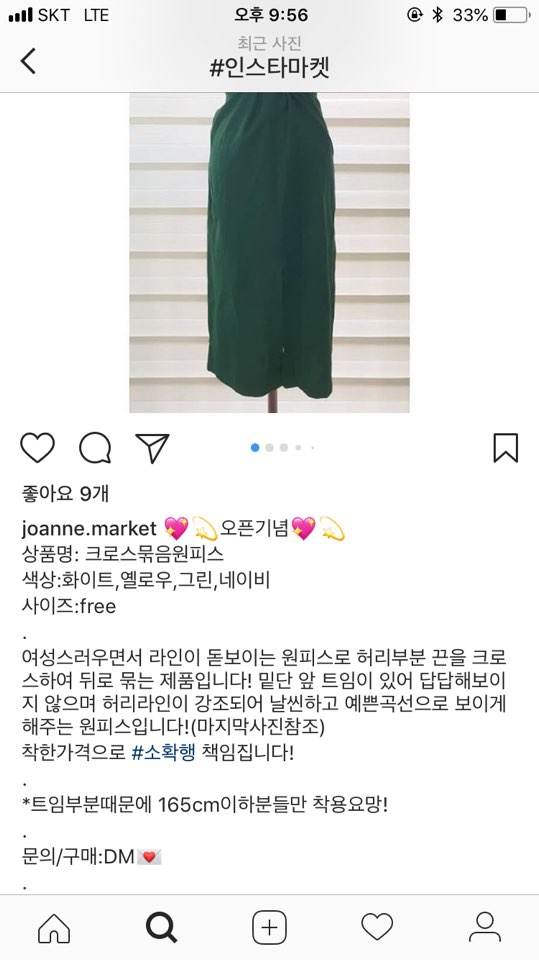 SKT LTE 오후 9:56 33%
최근 사진
#인스타마켓
좋아요 9개
joanne.market 💖💫오픈기념💖💫
상품명: 크로스묶음원피스
색상:화이트,옐로우,그린,네이비
사이즈:free
.
여성스러우면서 라인이 돋보이는 원피스로 허리부분 끈을 크로
스하여 뒤로 묶는 제품입니다! 밑단 앞 트임이 있어 답답해보이
지 않으며 허리라인이 강조되어 날씬하고 예쁜곡선으로 보이게
해주는 원피스입니다!(마지막사진참조)
착한가격으로 #소확행 책임집니다!
.
*트임부분때문에 165cm이하분들만 착용요망!
.
문의/구매:DM💌
.